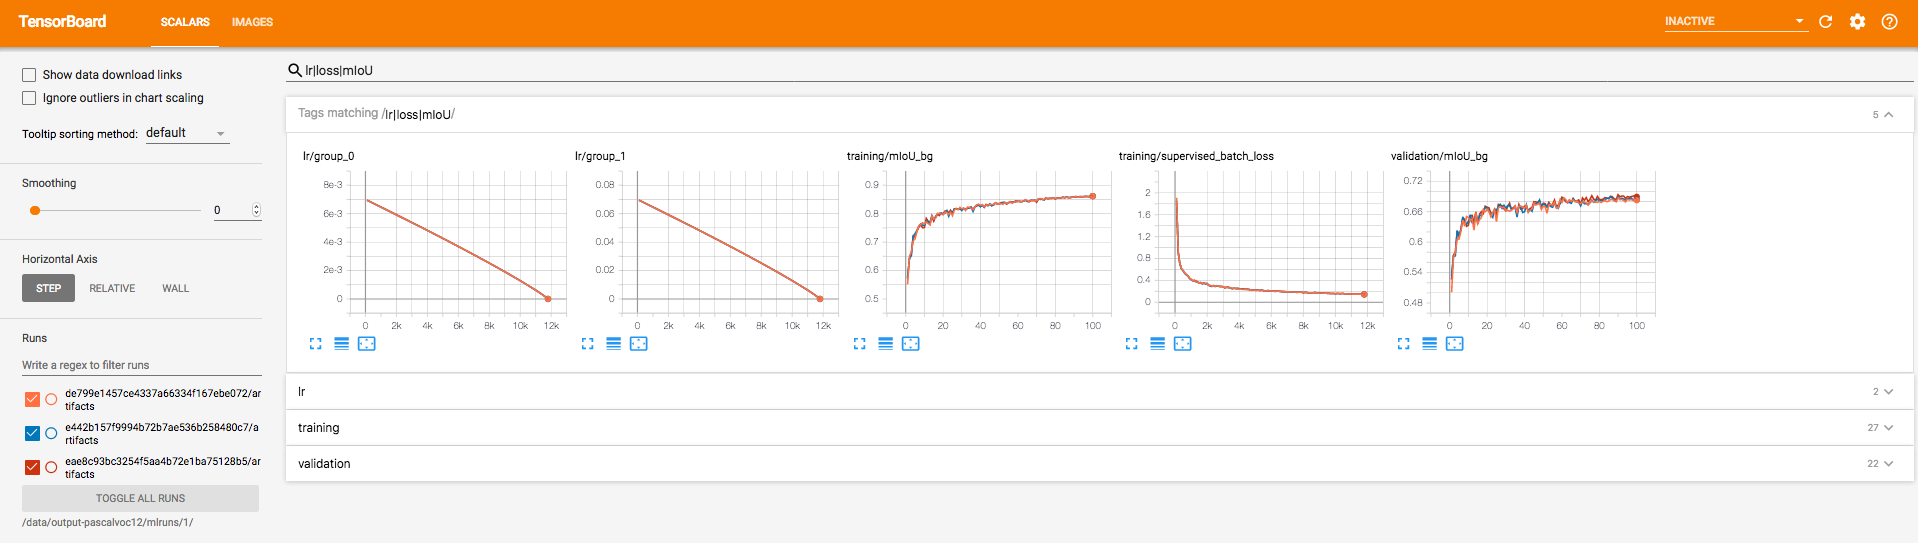 TensorBoard
SCALARS
IMAGES
INACTIVE
Show data download links
Ignore outliers in chart scaling
Tooltip sorting method: default
Smoothing
0
Horizontal Axis
STEP RELATIVE WALL
Runs
Write a regex to filter runs
de799e1457ce4337a66334f167ebe072/ar
tifacts
e442b157f9994b72b7ae536b258480c7/a
rtifacts
eae8c93bc3254f5aa4b72e1ba75128b5/ar
tifacts
TOGGLE ALL RUNS
/data/output-pascalvoc12/mlruns/1/
lr|loss|mIoU
Tags matching /lr|loss|mIoU/
5
lr/group_0
8e-3
6e-3
4e-3
2e-3
0
0 2k 4k 6k 8k 10k 12k
lr/group_1
0.08
0.06
0.04
0.02
0
0 2k 4k 6k 8k 10k 12k
training/mIoU_bg
0.9
0.8
0.7
0.6
0.5
0 20 40 60 80 100
training/supervised_batch_loss
2
1.6
1.2
0.8
0.4
0
0 2k 4k 6k 8k 10k 12k
validation/mIoU_bg
0.72
0.66
0.6
0.54
0.48
0 20 40 60 80 100
lr
2
training
27
validation
22